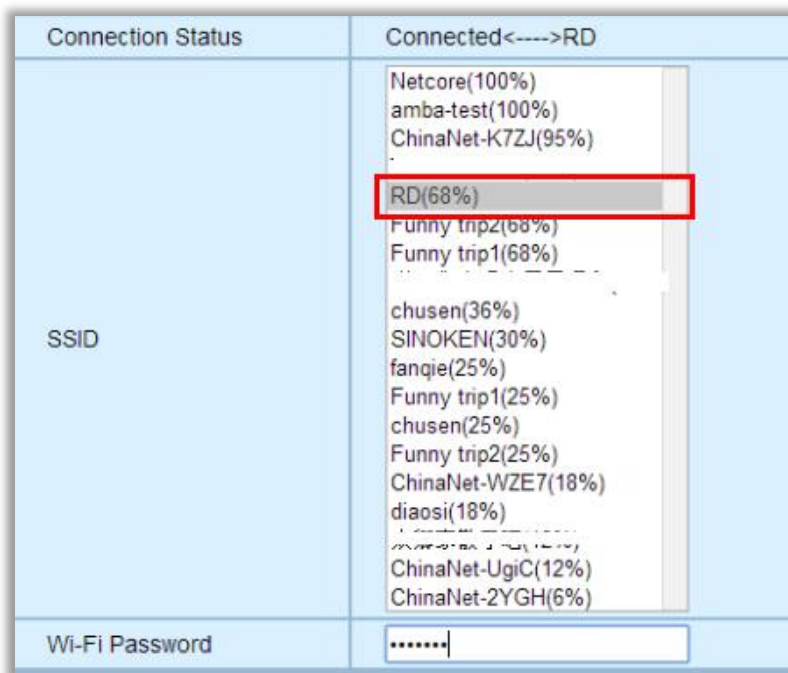 Connection Status Connected<---->RD
Netcore(100%)
amba-test(100%)
ChinaNet-K7ZJ(95%)
RD(68%)
Funny trip2(68%)
Funny trip1(68%)
chusen(36%)
SSID
SINOKEN(30%)
fanqie(25%)
Funny trip1(25%)
chusen(25%)
Funny trip2(25%)
ChinaNet-WZE7(18%)
diaosi(18%)
ChinaNet-UgiC(12%)
ChinaNet-2YGH(6%)
Wi-Fi Password •••••••